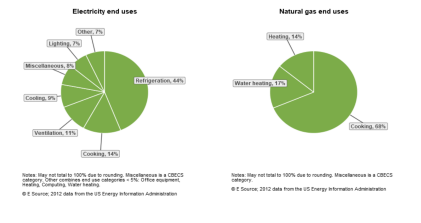 Electricity end uses
Other, 7%
Lighting, 7%
Miscellaneous, 8%
Refrigeration, 44%
Cooling, 9%
Ventilation, 11%
Cooking, 14%
Notes: May not total to 100% due to rounding. Miscellaneous is a CBECS
category. Other combines end use categories < 5%: Office equipment,
Heating, Computing, Water heating.
© E Source; 2012 data from the US Energy Information Administration
Natural gas end uses
Heating, 14%
Water heating, 17%
Cooking, 68%
Notes: May not total to 100% due to rounding. Miscellaneous is a CBECS
category.
© E Source; 2012 data from the US Energy Information Administration